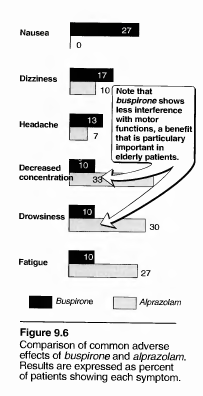 Nausea
27
0
Dizziness
17
10
Headache
13
7
Note that
buspirone shows
less interference
with motor
functions, a benefit
that is particulary
important in
elderly patients.
Decreased
concentration
10
33
Drowsiness
10
30
Fatigue
10
27
Buspirone
Alprazolam
Figure 9.6
Comparison of common adverse
effects of buspirone and alprazolam.
Results are expressed as percent
of patients showing each symptom.